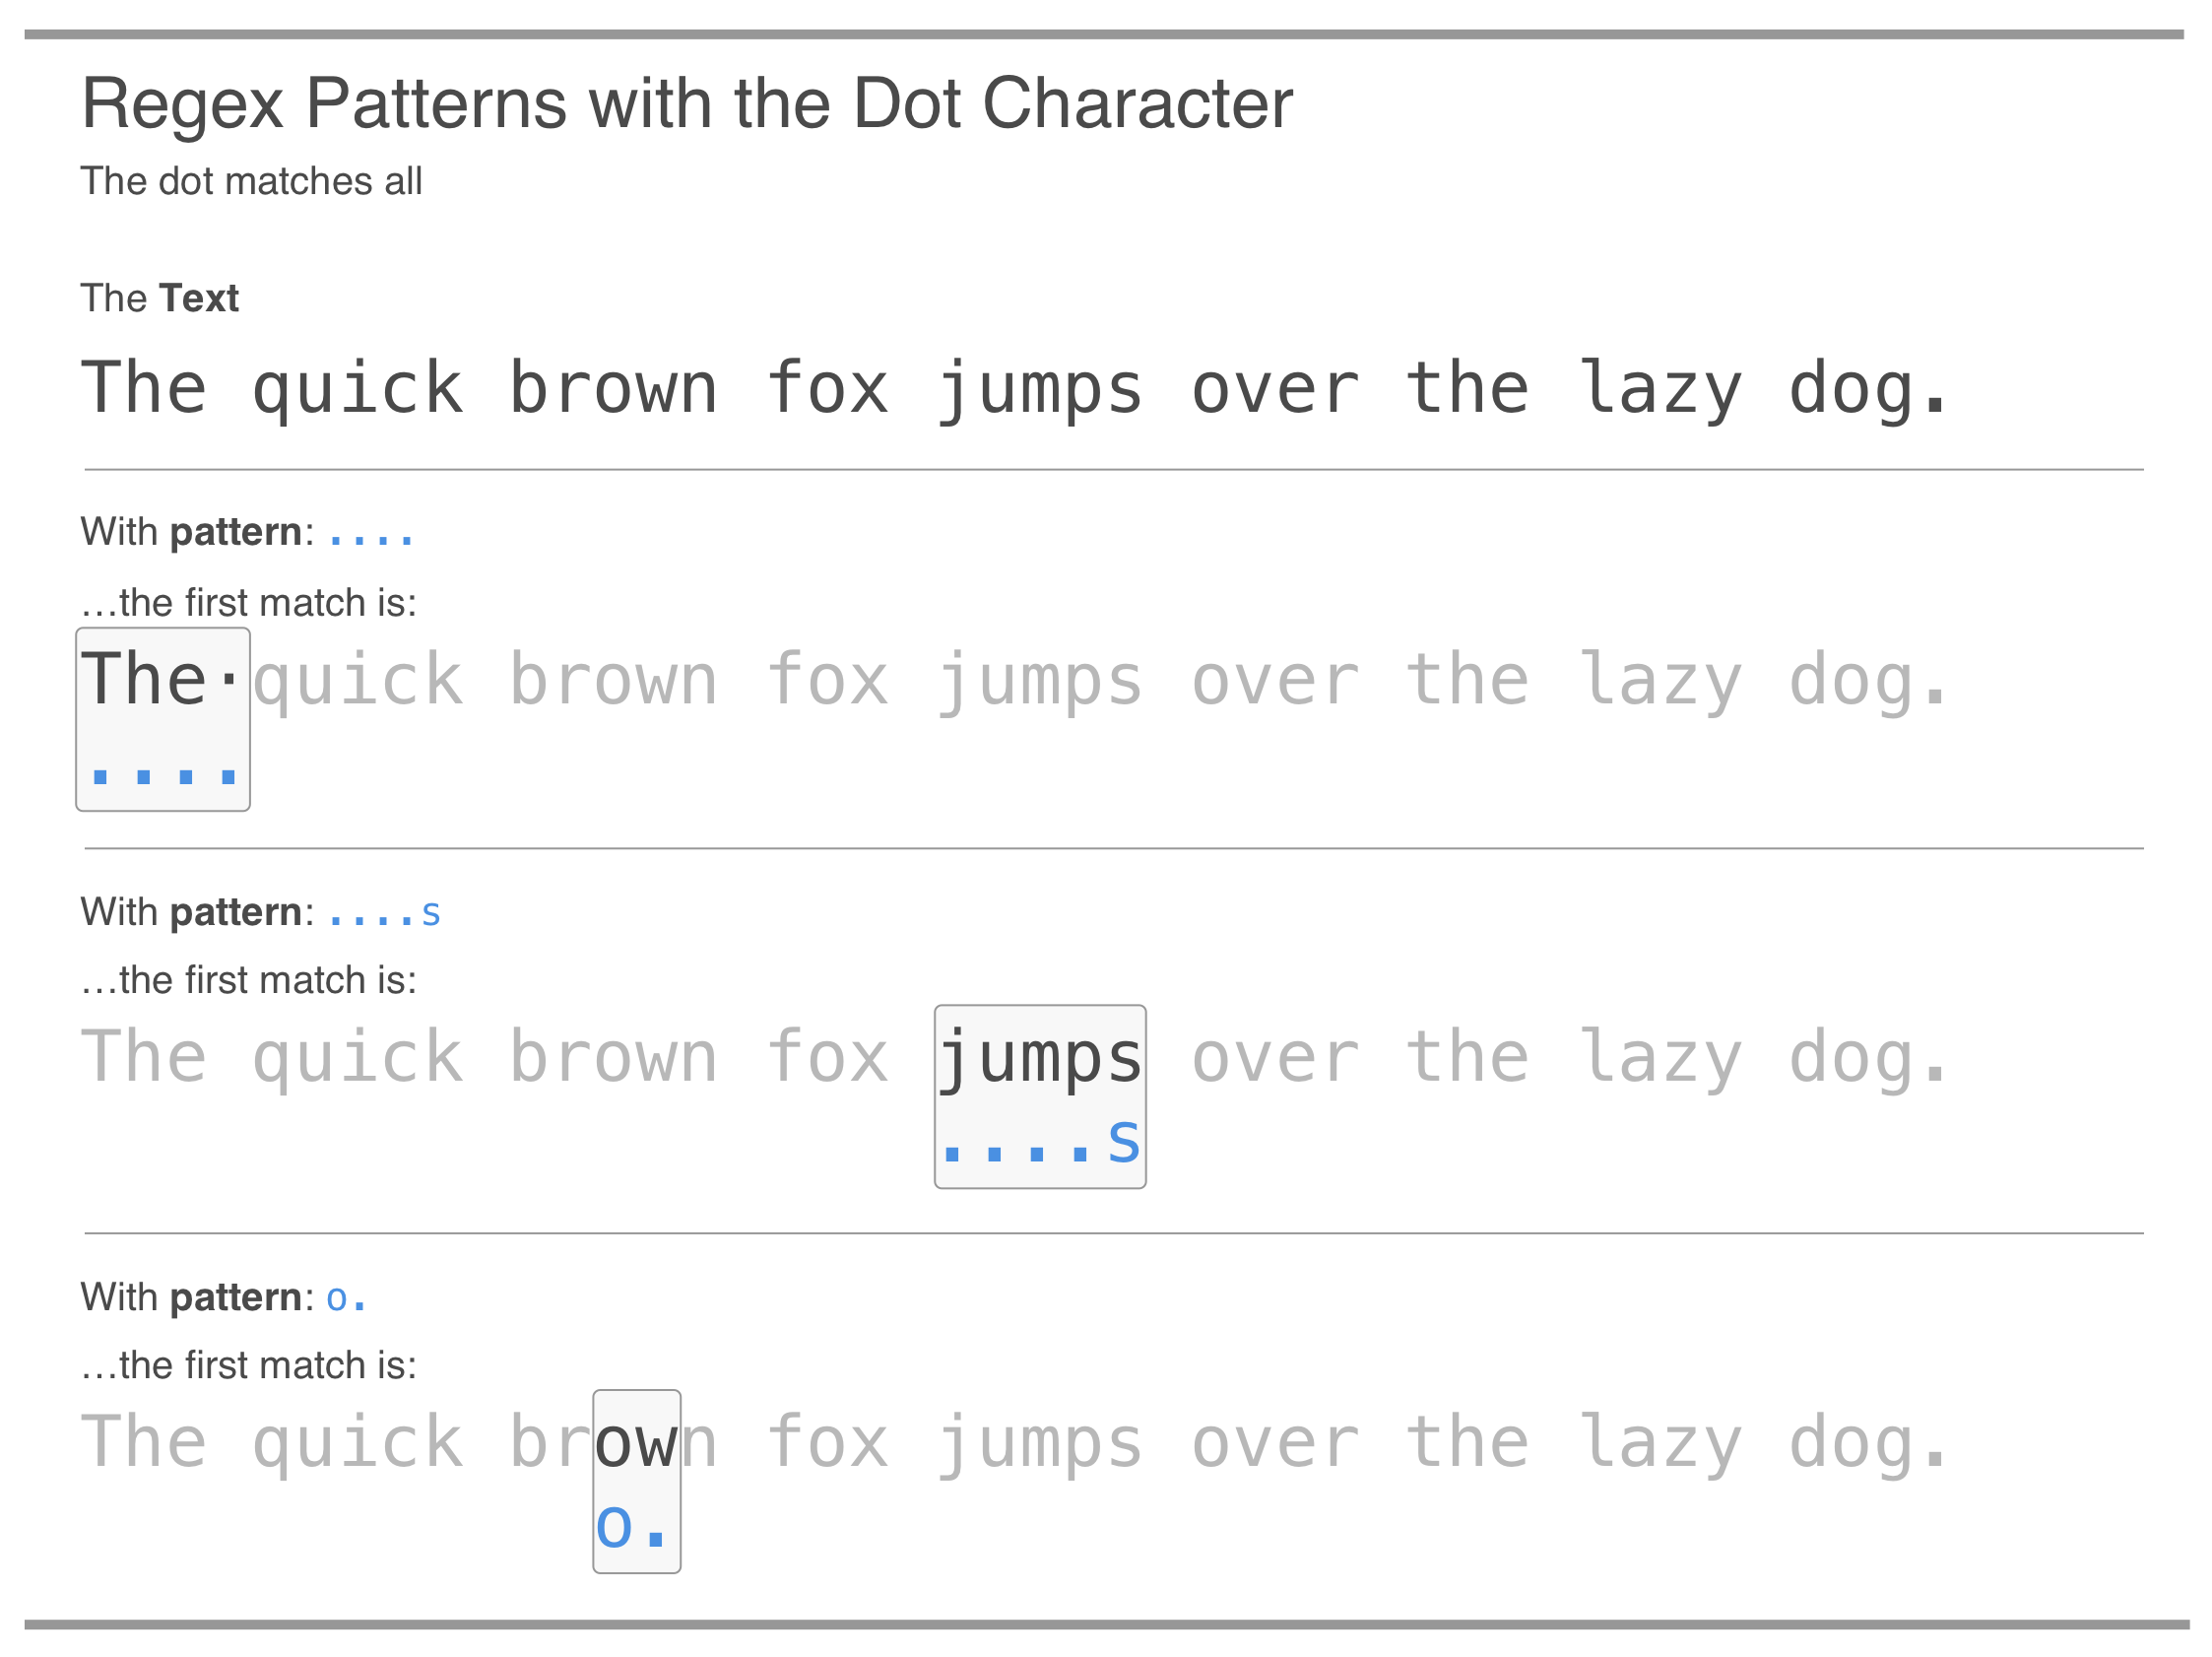 Regex Patterns with the Dot Character
The dot matches all
The Text
The quick brown fox jumps over the lazy dog.
With pattern: ....
...the first match is:
The·quick brown fox jumps over the lazy dog.
....
With pattern: ....s
...the first match is:
The quick brown fox jumps over the lazy dog.
....s
With pattern: o.
...the first match is:
The quick brown fox jumps over the lazy dog.
o.